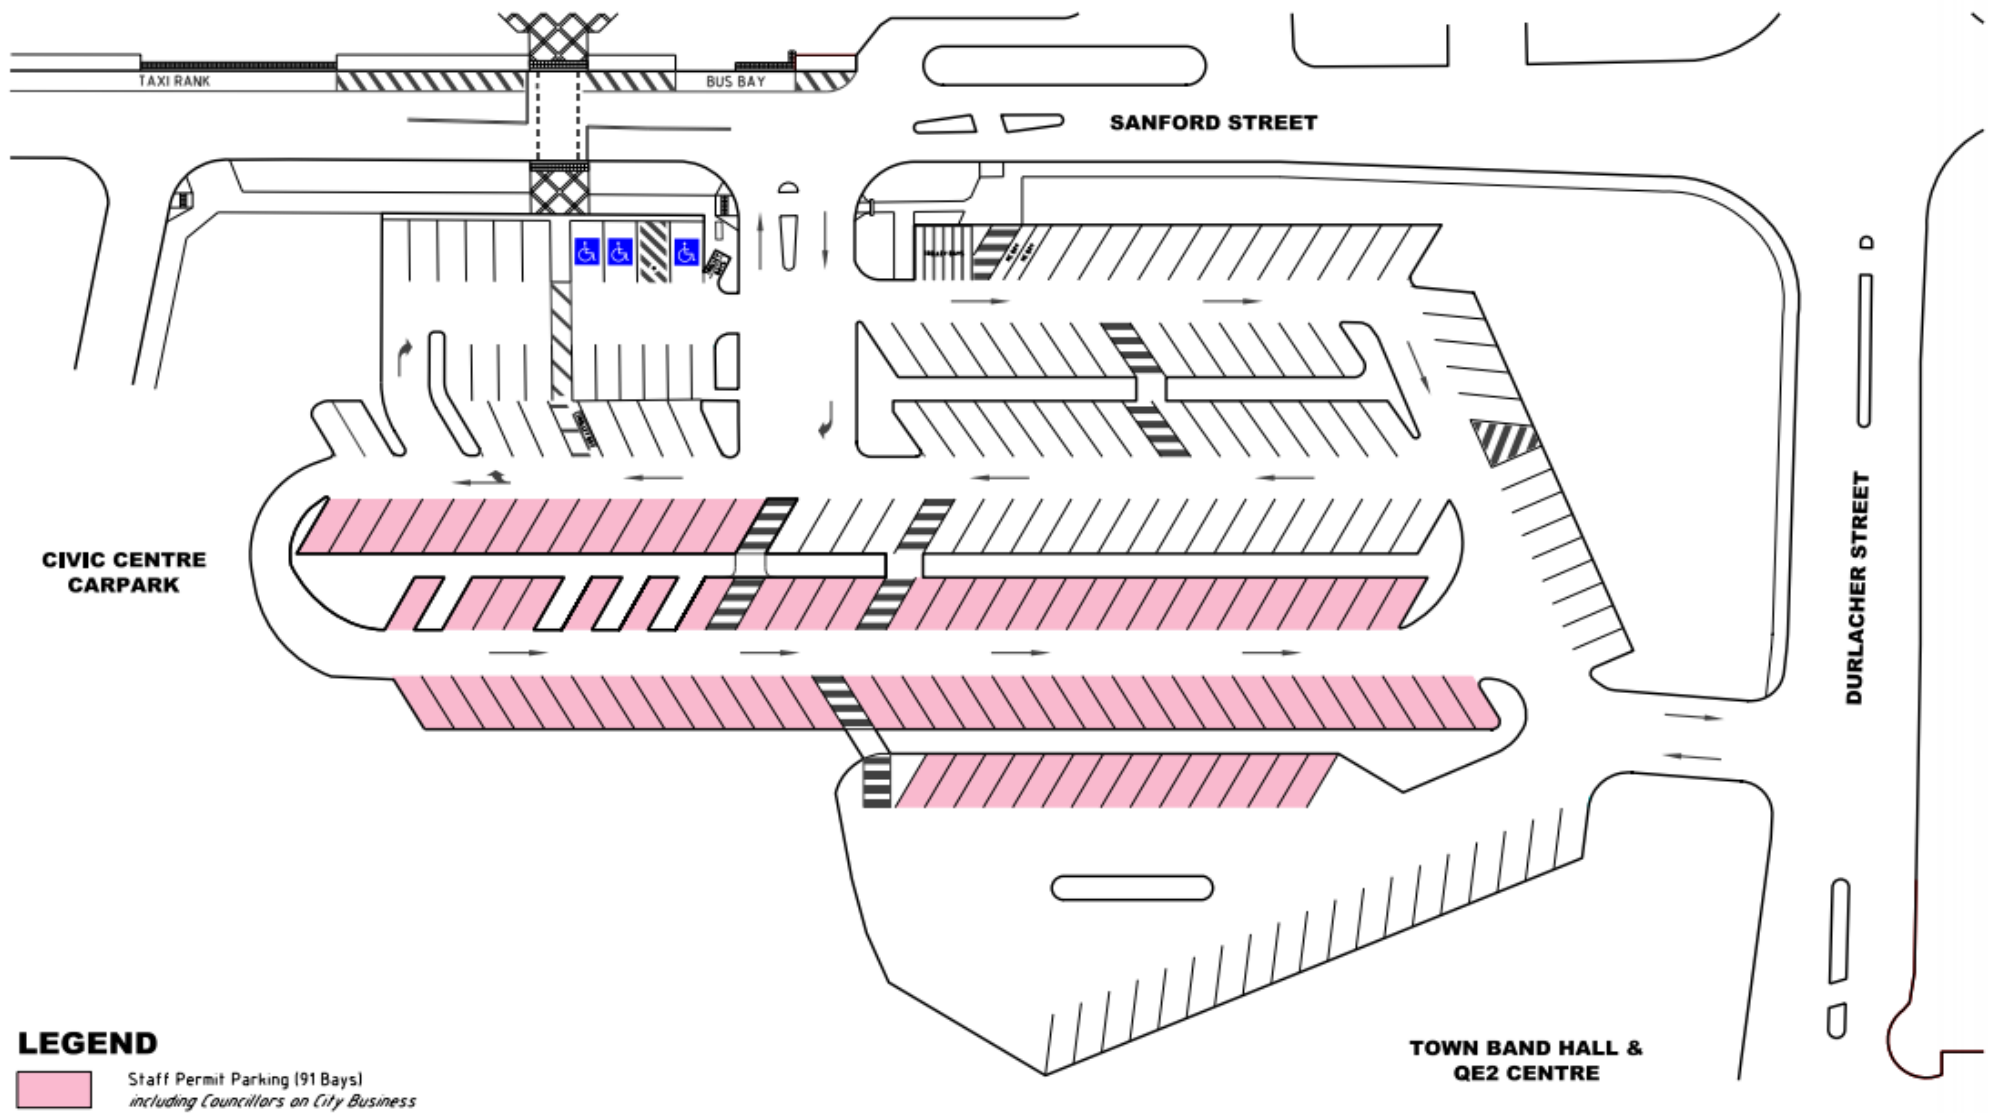 TAXI RANK
BUS BAY
SANFORD STREET
CIVIC CENTRE
CARPARK
DURLACHER STREET
LEGEND
Staff Permit Parking (91 Bays)
including Councillors on City Business
TOWN BAND HALL &
QE2 CENTRE